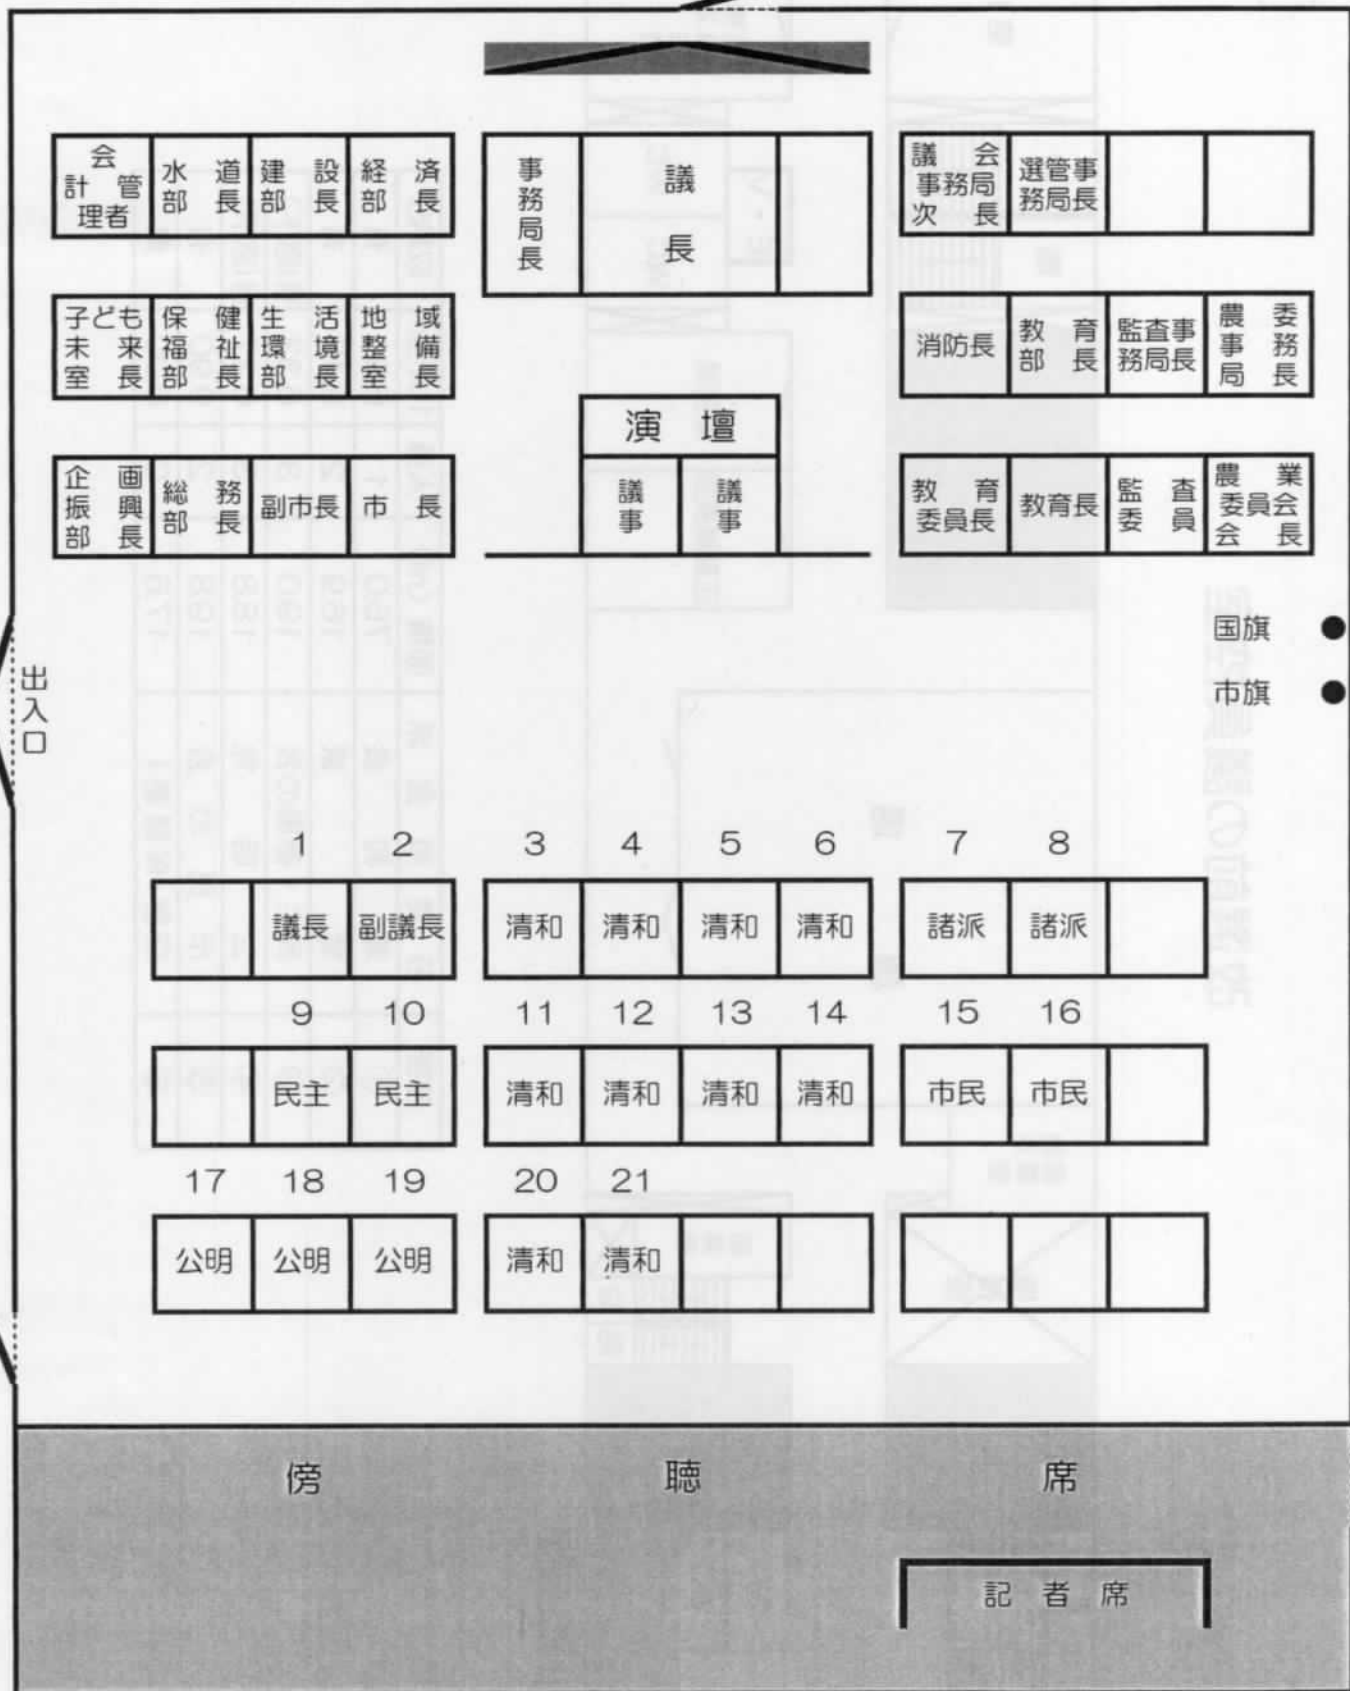 会計管理者 水道部長 建設部長 経済部長
事務局長 議長
議会事務局次長 選管事務局長
子ども未来室長 保健福祉部長 生活環境部長 地域整備室長
消防長 教育部長 監査事務局長 農委事務局長
演壇
議事 議事
企画振興部長 総務部長 副市長 市長
教育委員長 教育長 監査委員 農業委員会会長
国旗
市旗
出入口
1 2 3 4 5 6 7 8
議長 副議長 清和 清和 清和 清和 諸派 諸派
9 10 11 12 13 14 15 16
民主 民主 清和 清和 清和 清和 市民 市民
17 18 19 20 21
公明 公明 公明 清和 清和
傍聴席
記者席